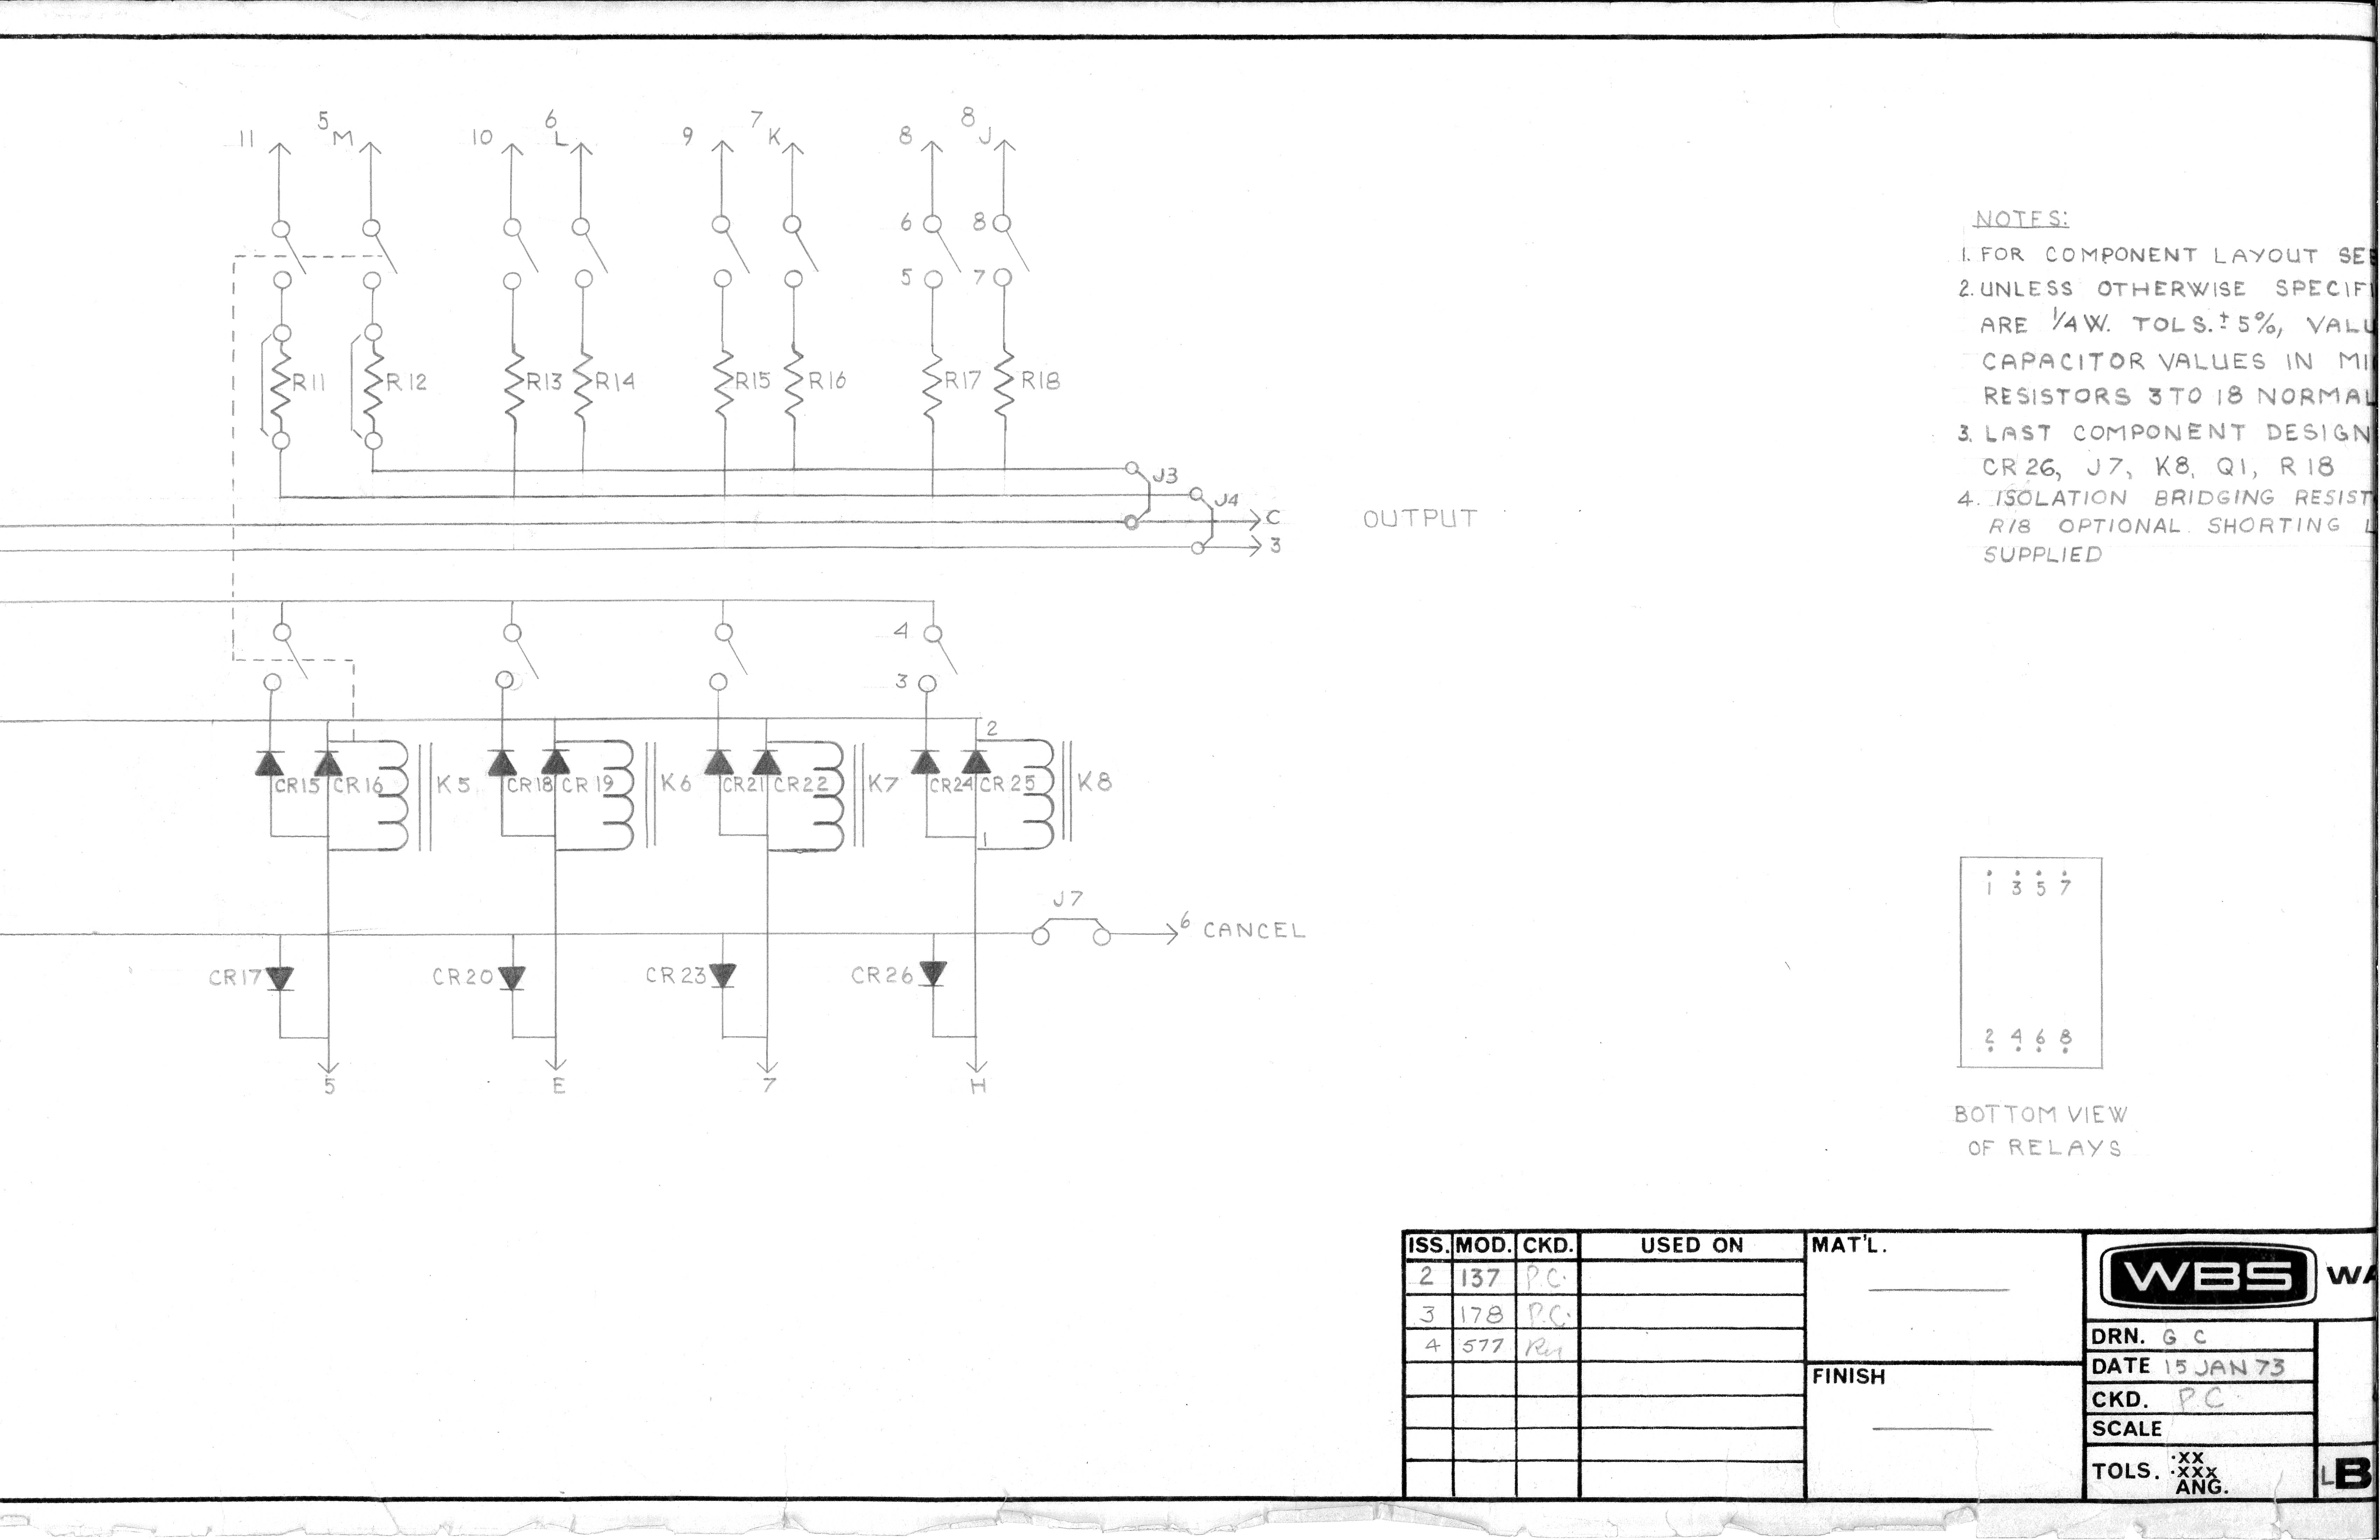 11 5 M 10 6 L 9 7 K 8 8 J
6 8
5 7
R11 R12 R13 R14 R15 R16 R17 R18
J3
J4
C
3
OUTPUT
NOTES:
1. FOR COMPONENT LAYOUT SEE
2. UNLESS OTHERWISE SPECIFI
ARE 1/4W. TOLS. ± 5%, VALU
CAPACITOR VALUES IN MI
RESISTORS 3 TO 18 NORMAL
3. LAST COMPONENT DESIGN
CR 26, J7, K8, Q1, R18
4. ISOLATION BRIDGING RESIST
R18 OPTIONAL. SHORTING L
SUPPLIED
4
3
2
CR15 CR16 K5 CR18 CR19 K6 CR21 CR22 K7 CR24 CR25 K8
1
J7
6 CANCEL
CR17 CR20 CR23 CR26
5 E 7 H
1 3 5 7
2 4 6 8
BOTTOM VIEW
OF RELAYS
ISS. MOD. CKD. USED ON
2 137 P.C.
3 178 P.C.
4 577
MAT'L.
FINISH
WBS WA
DRN. G C
DATE 15 JAN 73
CKD. P.C.
SCALE
TOLS. .XX
.XXX
ANG.
LB